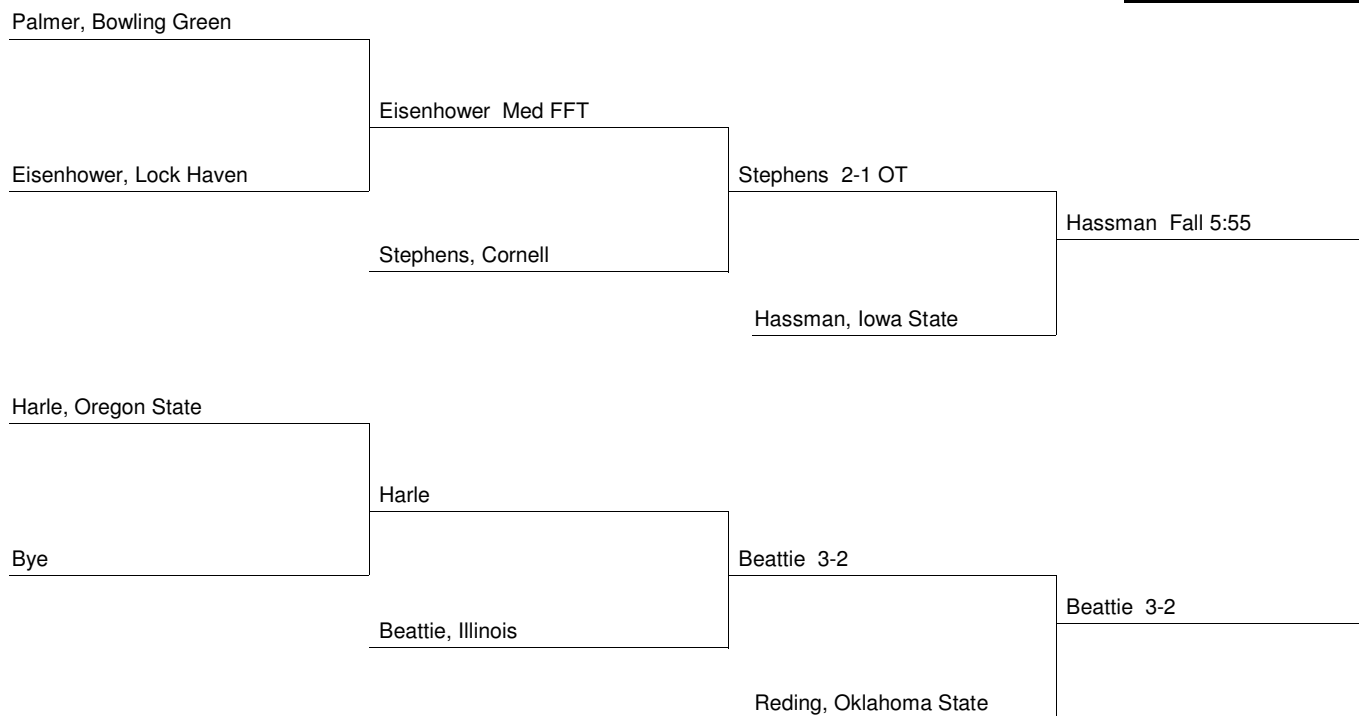 Palmer, Bowling Green
Eisenhower Med FFT
Eisenhower, Lock Haven
Stephens 2-1 OT
Hassman Fall 5:55
Stephens, Cornell
Hassman, Iowa State
Harle, Oregon State
Harle
Bye
Beattie 3-2
Beattie 3-2
Beattie, Illinois
Reding, Oklahoma State